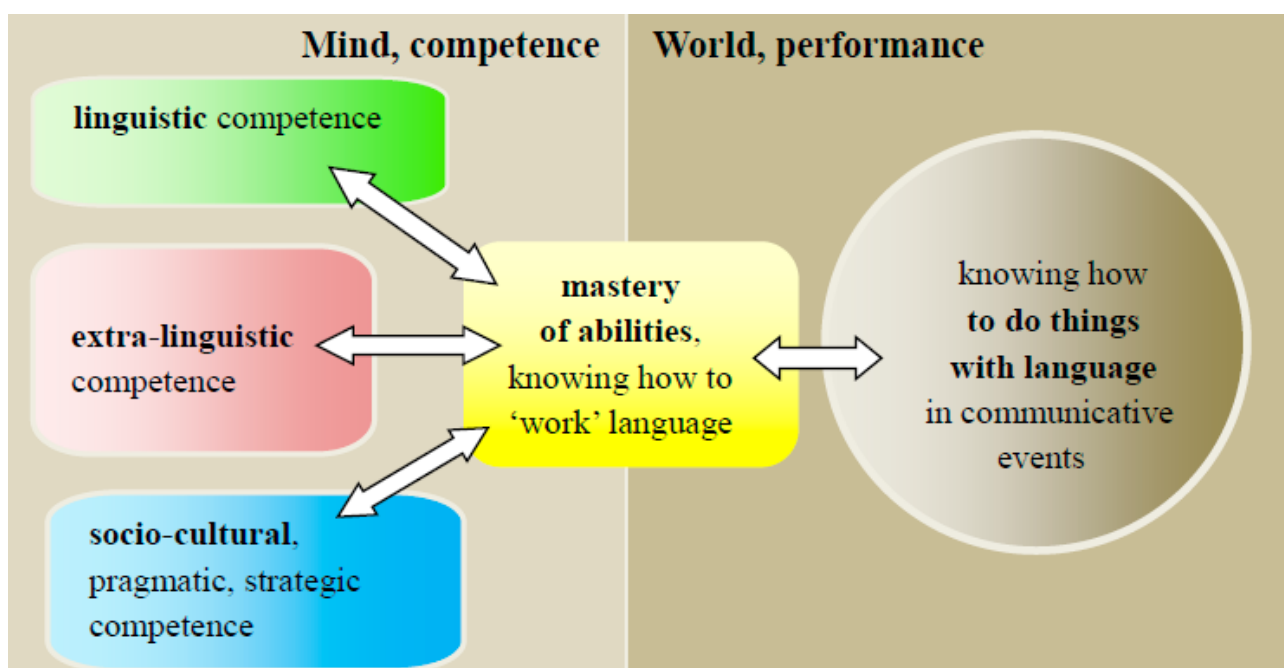 Mind, competence
World, performance
linguistic competence
extra-linguistic
competence
socio-cultural,
pragmatic, strategic
competence
mastery
of abilities,
knowing how to
‘work’ language
knowing how
to do things
with language
in communicative
events